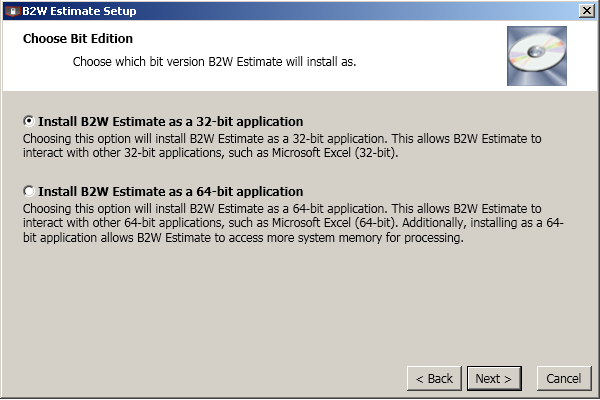 B2W Estimate Setup
Choose Bit Edition
Choose which bit version B2W Estimate will install as.
Install B2W Estimate as a 32-bit application
Choosing this option will install B2W Estimate as a 32-bit application. This allows B2W Estimate to
interact with other 32-bit applications, such as Microsoft Excel (32-bit).
Install B2W Estimate as a 64-bit application
Choosing this option will install B2W Estimate as a 64-bit application. This allows B2W Estimate to
interact with other 64-bit applications, such as Microsoft Excel (64-bit). Additionally, installing as a 64-
bit application allows B2W Estimate to access more system memory for processing.
< Back Next > Cancel